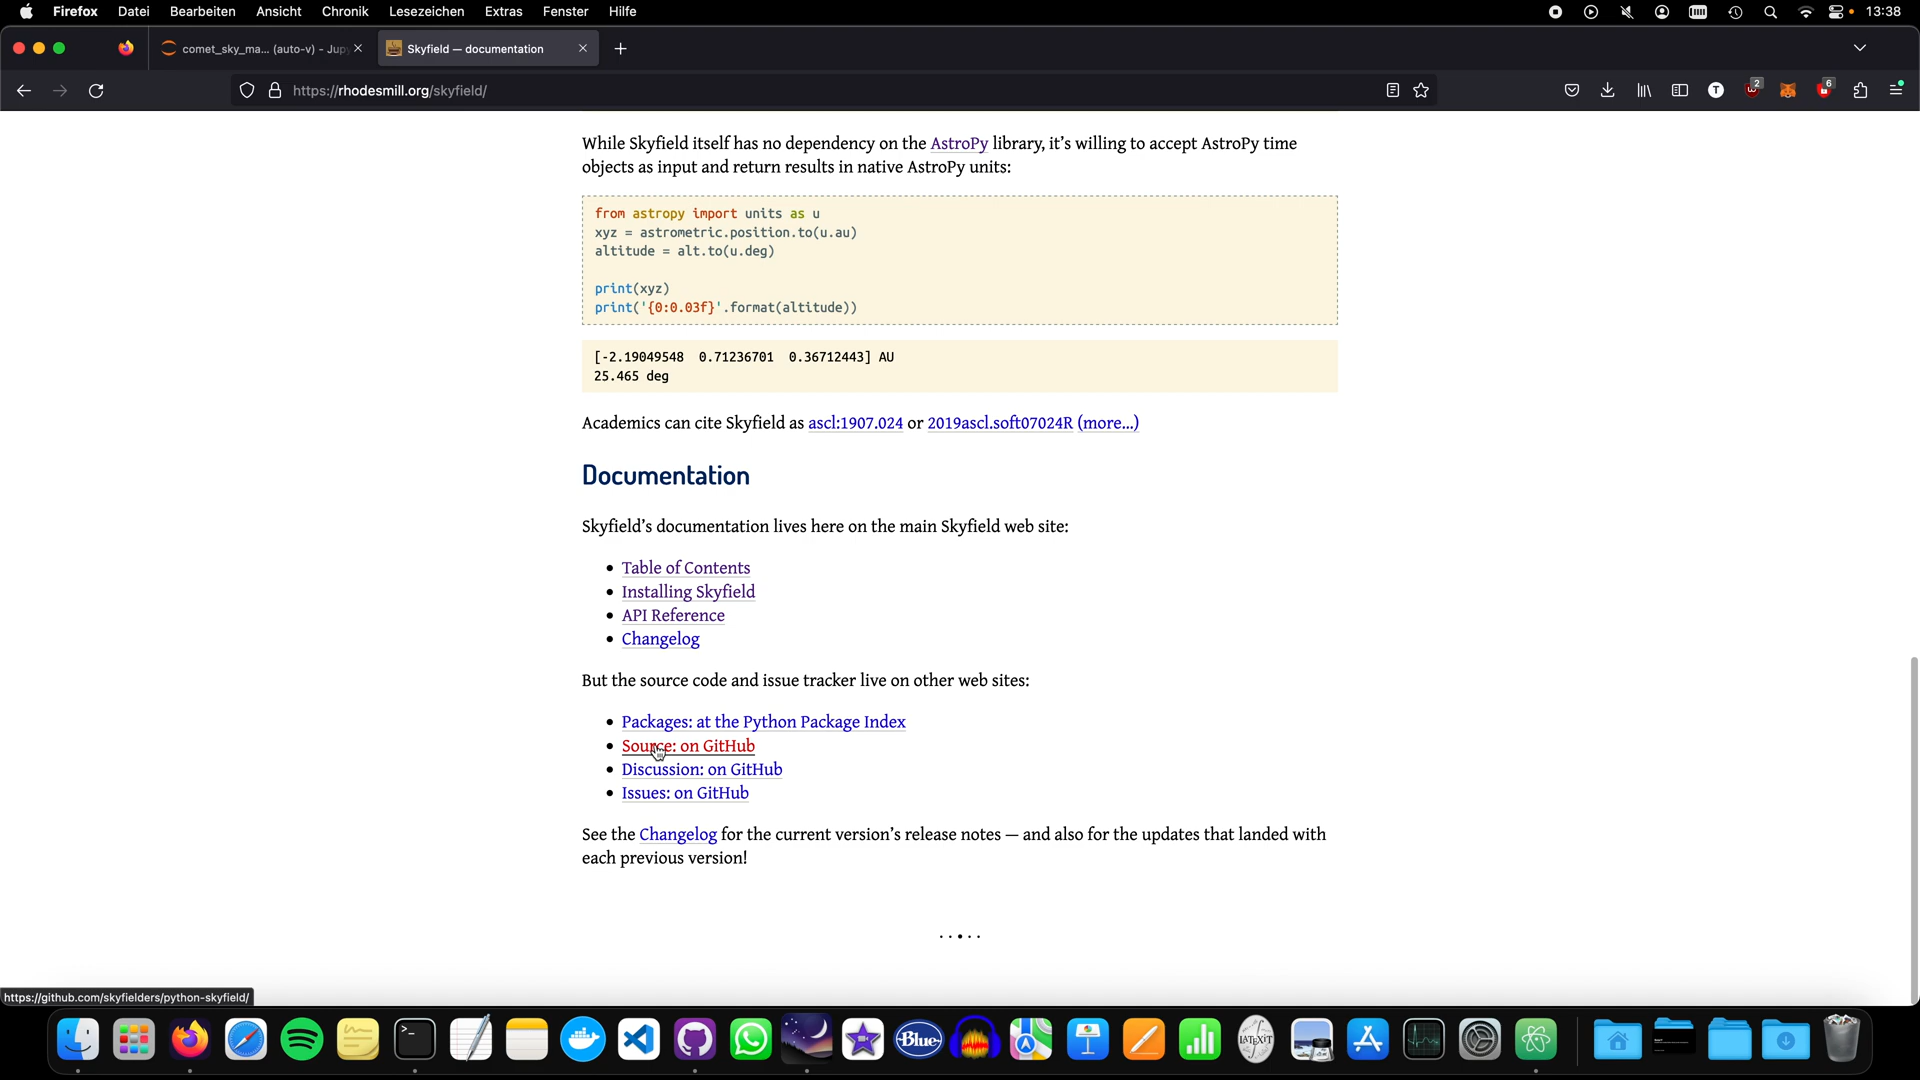 Firefox Datei Bearbeiten Ansicht Chronik Lesezeichen Extras Fenster Hilfe 13:38
comet_sky_ma... (auto-v) - Jup Skyfield — documentation
https://rhodesmill.org/skyfield/ 2 6
While Skyfield itself has no dependency on the AstroPy library, it’s willing to accept AstroPy time
objects as input and return results in native AstroPy units:
from astropy import units as u
xyz = astrometric.position.to(u.au)
altitude = alt.to(u.deg)
print(xyz)
print('{0:0.03f}'.format(altitude))
[-2.19049548 0.71236701 0.36712443] AU
25.465 deg
Academics can cite Skyfield as ascl:1907.024 or 2019ascl.soft07024R (more…)
Documentation
Skyfield’s documentation lives here on the main Skyfield web site:
• Table of Contents
• Installing Skyfield
• API Reference
• Changelog
But the source code and issue tracker live on other web sites:
• Packages: at the Python Package Index
• Source: on GitHub
• Discussion: on GitHub
• Issues: on GitHub
See the Changelog for the current version’s release notes — and also for the updates that landed with
each previous version!
https://github.com/skyfielders/python-skyfield/
Blue
LATEXIT